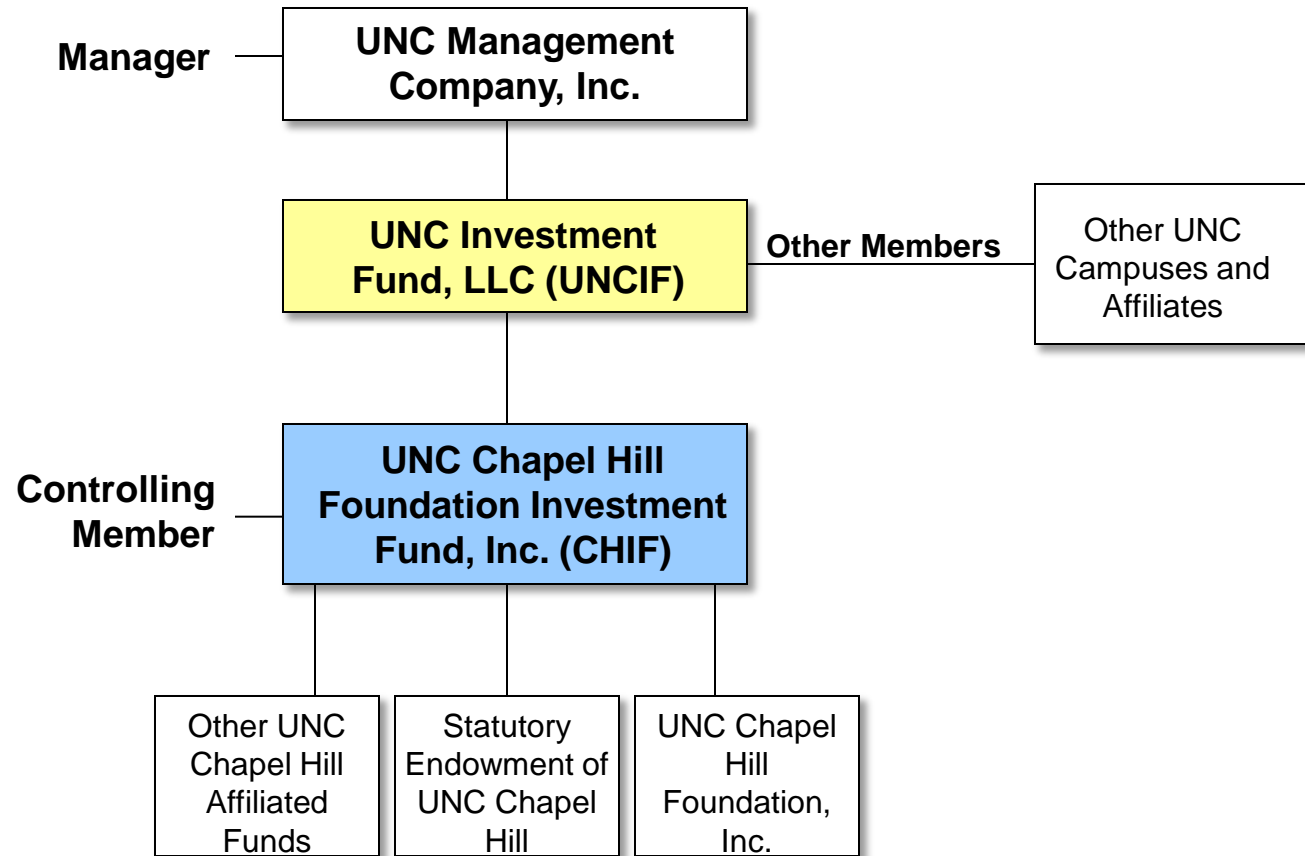 Manager
UNC Management
Company, Inc.
UNC Investment
Fund, LLC (UNCIF)
Other Members
Other UNC
Campuses and
Affiliates
Controlling
Member
UNC Chapel Hill
Foundation Investment
Fund, Inc. (CHIF)
Other UNC
Chapel Hill
Affiliated
Funds
Statutory
Endowment of
UNC Chapel
Hill
UNC Chapel
Hill
Foundation,
Inc.